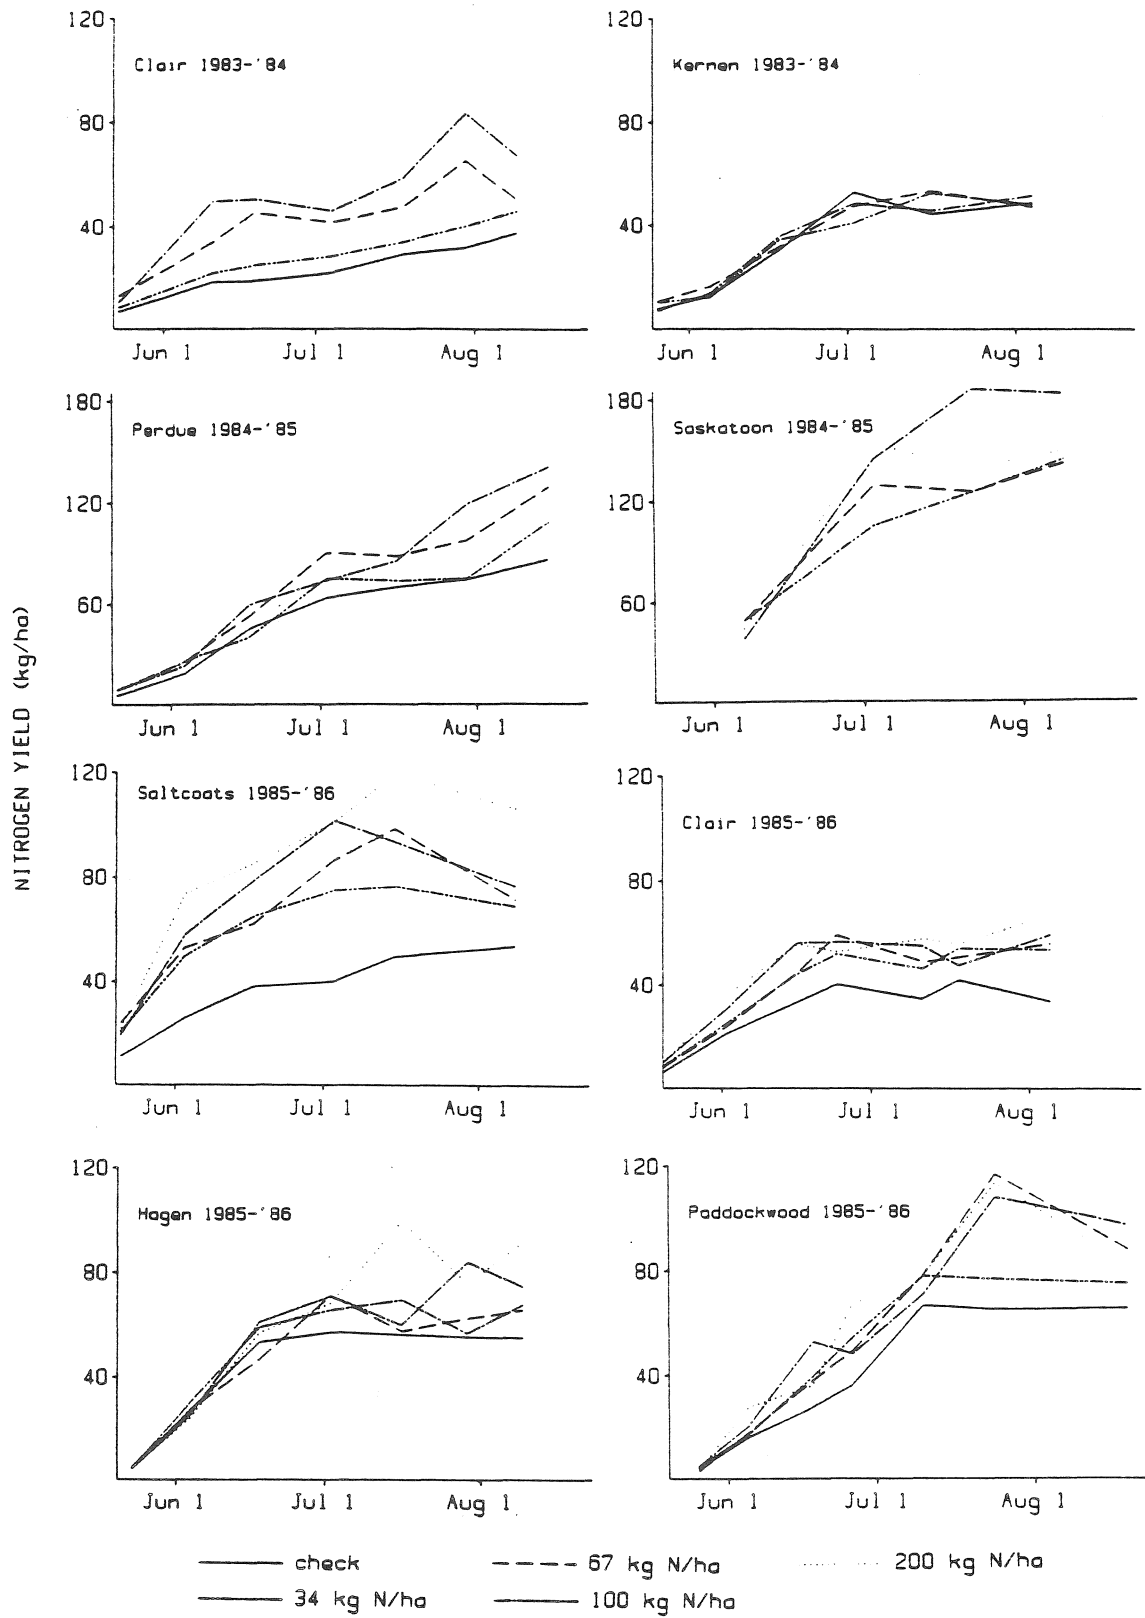 NITROGEN YIELD (kg/ha)
120
80
40
Clair 1983-'84
Jun 1 Jul 1 Aug 1
120
80
40
Kernen 1983-'84
Jun 1 Jul 1 Aug 1
180
120
60
Perdue 1984-'85
Jun 1 Jul 1 Aug 1
180
120
60
Saskatoon 1984-'85
Jun 1 Jul 1 Aug 1
120
80
40
Saltcoats 1985-'86
Jun 1 Jul 1 Aug 1
120
80
40
Clair 1985-'86
Jun 1 Jul 1 Aug 1
120
80
40
Hagen 1985-'86
Jun 1 Jul 1 Aug 1
120
80
40
Paddockwood 1985-'86
Jun 1 Jul 1 Aug 1
check 67 kg N/ha 200 kg N/ha
34 kg N/ha 100 kg N/ha